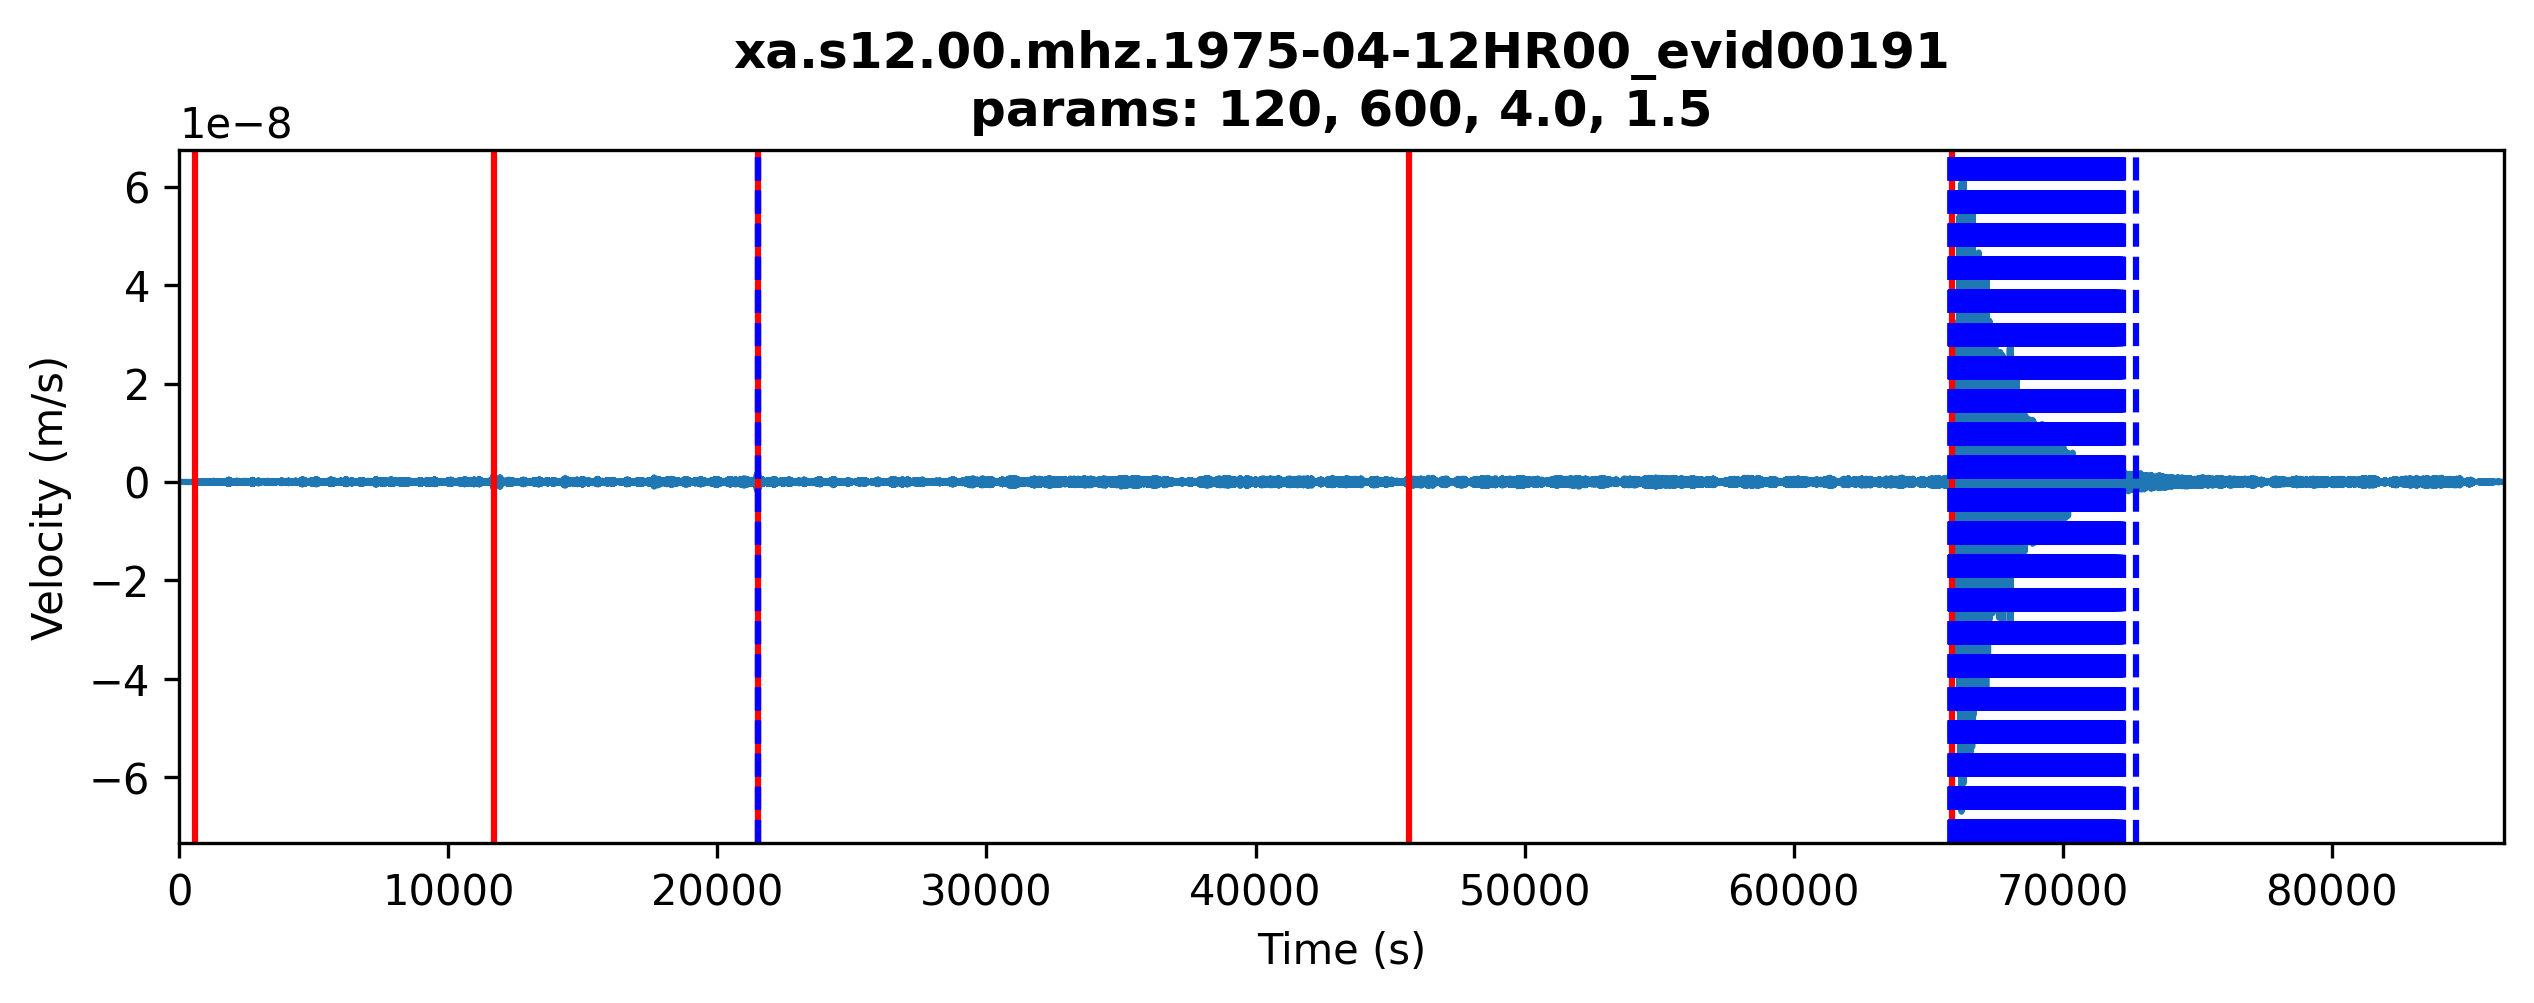 xa.s12.00.mhz.1975-04-12HR00_evid00191
params: 120, 600, 4.0, 1.5
1e−8
6
4
2
0
−2
−4
−6
Velocity (m/s)
0 10000 20000 30000 40000 50000 60000 70000 80000
Time (s)